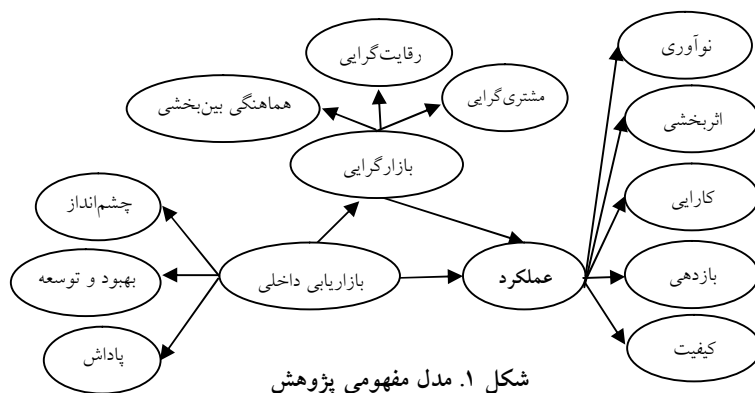 نوآوری
رقابت‌گرایی
مشتری‌گرایی
هماهنگی بین‌بخشی
اثربخشی
بازارگرایی
کارایی
چشم‌انداز
بازاریابی داخلی
عملکرد
بهبود و توسعه
بازدهی
پاداش
کیفیت
شکل ۱. مدل مفهومی پژوهش